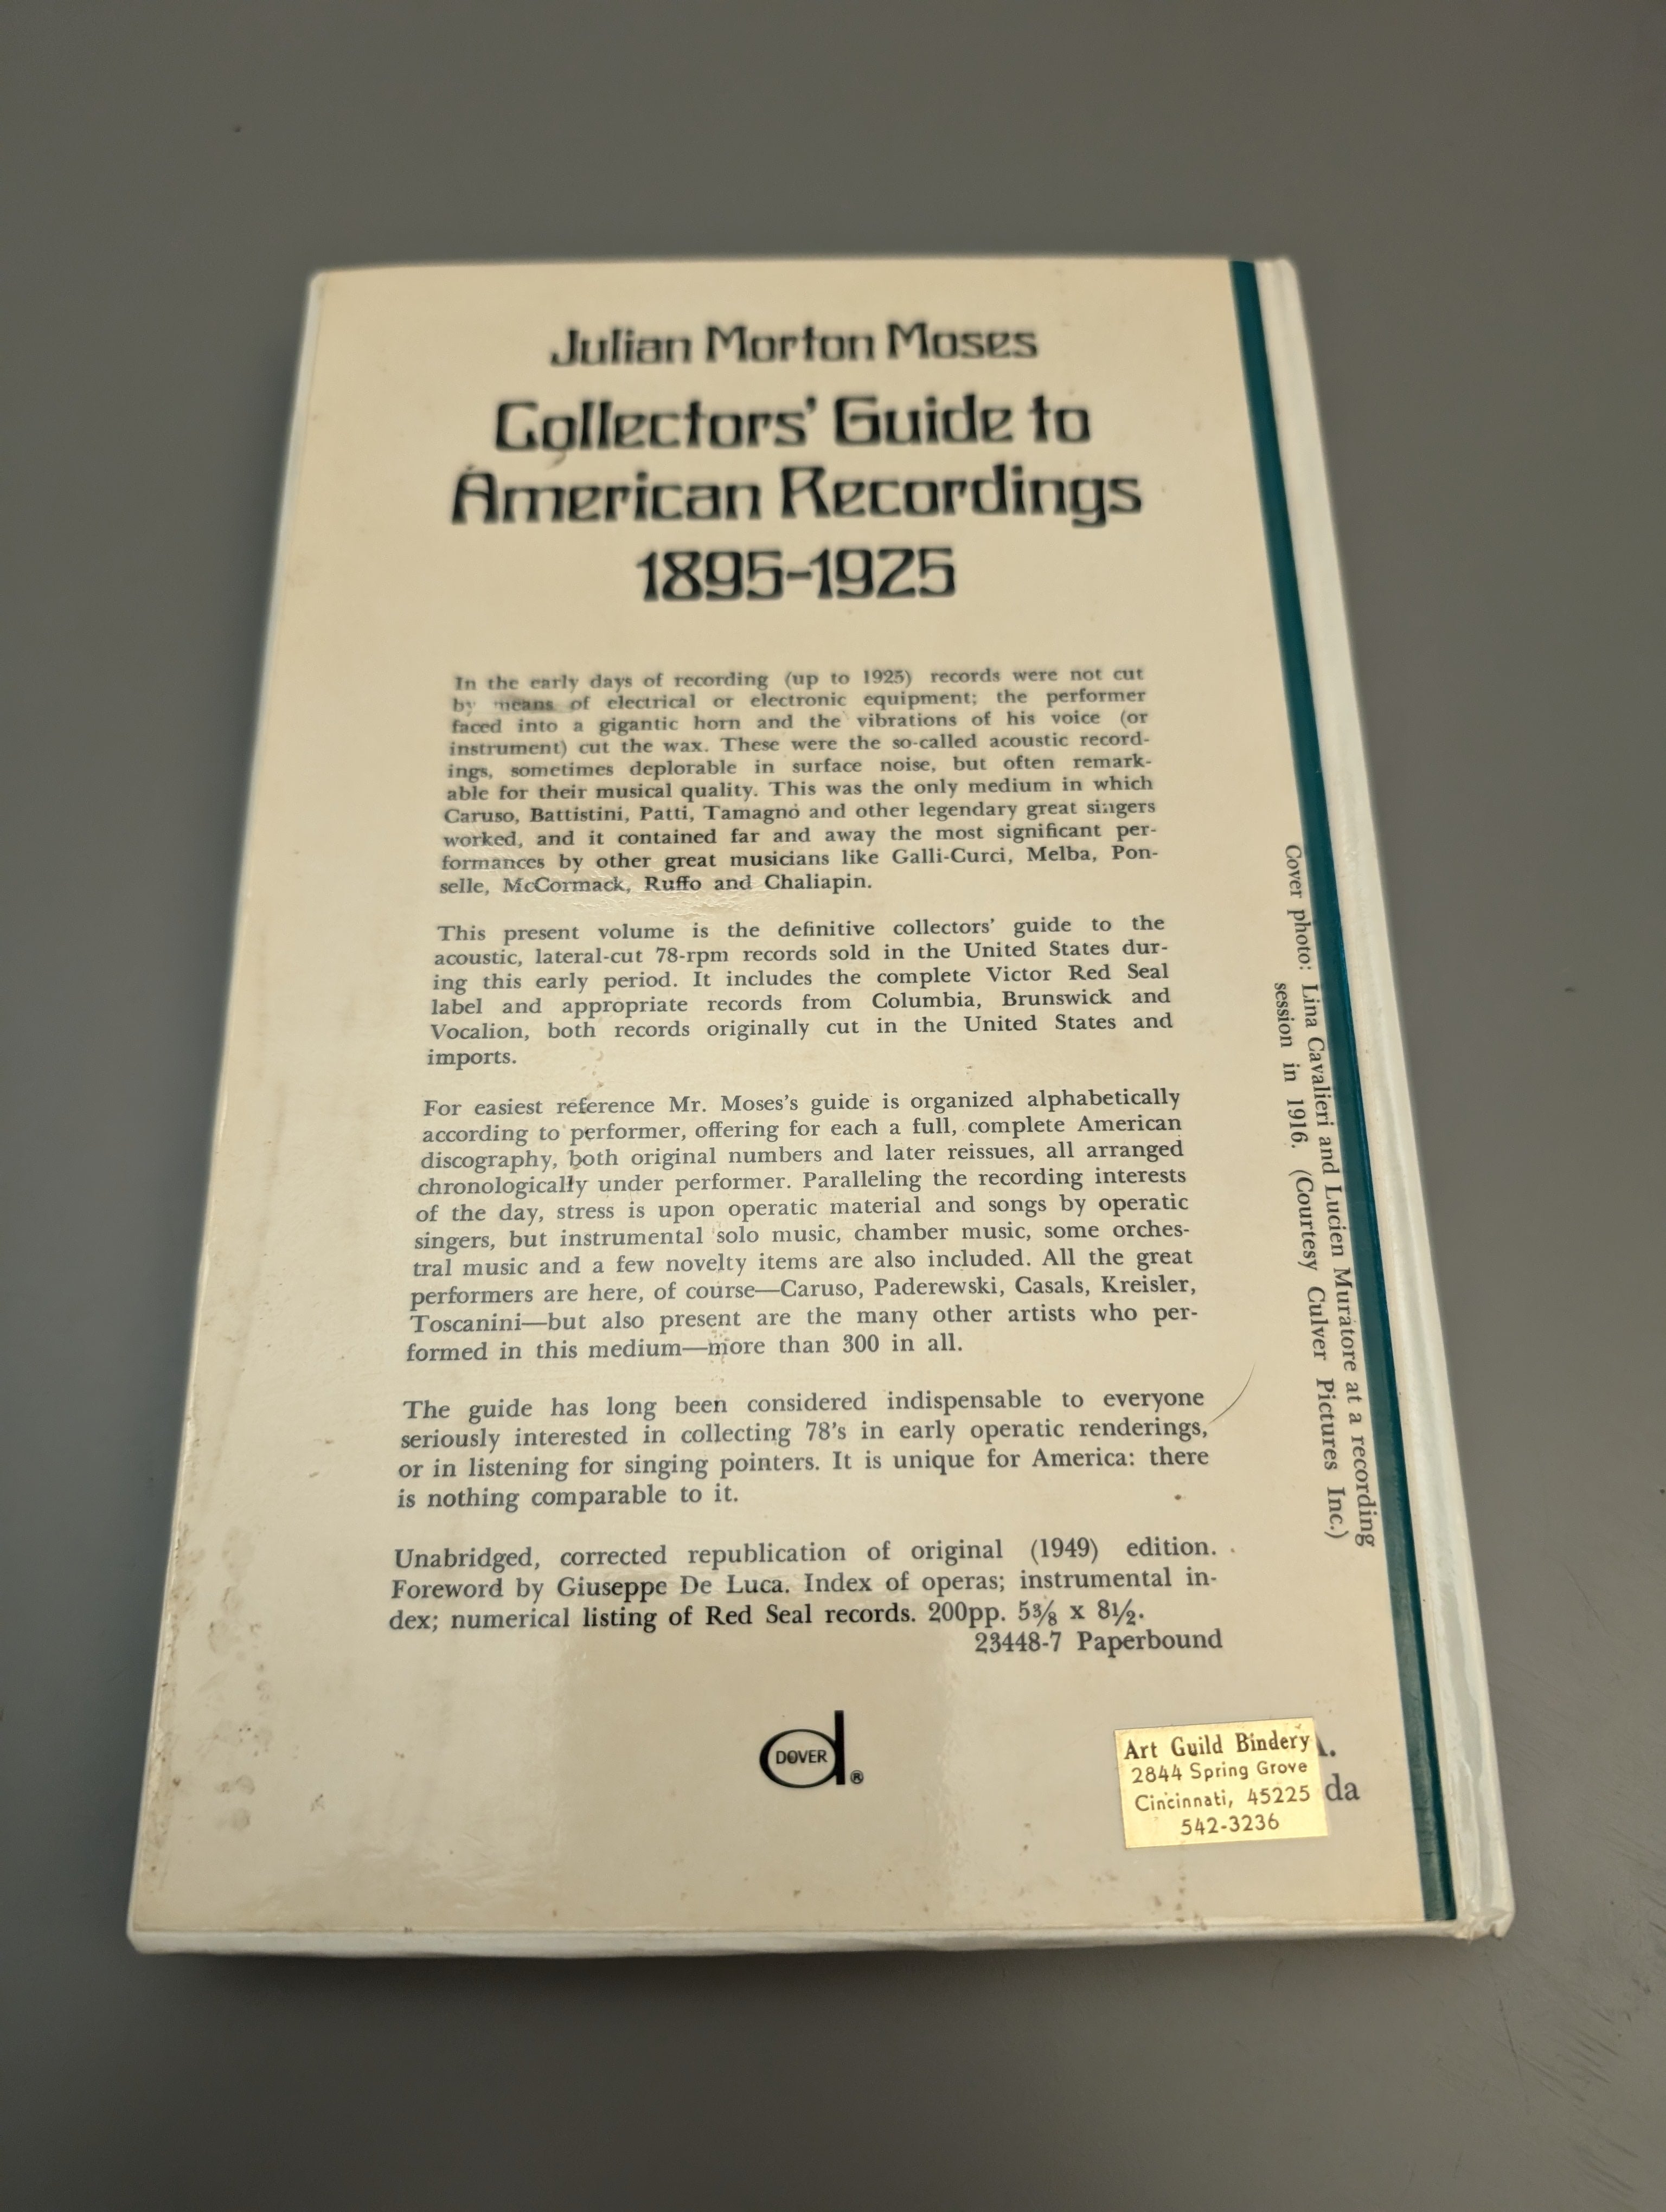 Julian Morton Moses
Collectors' Guide to
American Recordings
1895-1925
In the early days of recording (up to 1925) records were not cut
by means of electrical or electronic equipment; the performer
faced into a gigantic horn and the vibrations of his voice (or
instrument) cut the wax. These were the so-called acoustic record-
ings, sometimes deplorable in surface noise, but often remark-
able for their musical quality. This was the only medium in which
Caruso, Battistini, Patti, Tamagno and other legendary great singers
worked, and it contained far and away the most significant per-
formances by other great musicians like Galli-Curci, Melba, Pon-
selle, McCormack, Ruffo and Chaliapin.
This present volume is the definitive collectors' guide to the
acoustic, lateral-cut 78-rpm records sold in the United States dur-
ing this early period. It includes the complete Victor Red Seal
label and appropriate records from Columbia, Brunswick and
Vocalion, both records originally cut in the United States and
imports.
For easiest reference Mr. Moses's guide is organized alphabetically
according to performer, offering for each a full, complete American
discography, both original numbers and later reissues, all arranged
chronologically under performer. Paralleling the recording interests
of the day, stress is upon operatic material and songs by operatic
singers, but instrumental solo music, chamber music, some orches-
tral music and a few novelty items are also included. All the great
performers are here, of course—Caruso, Paderewski, Casals, Kreisler,
Toscanini—but also present are the many other artists who per-
formed in this medium—more than 300 in all.
The guide has long been considered indispensable to everyone
seriously interested in collecting 78's in early operatic renderings,
or in listening for singing pointers. It is unique for America: there
is nothing comparable to it.
Unabridged, corrected republication of original (1949) edition.
Foreword by Giuseppe De Luca. Index of operas; instrumental in-
dex; numerical listing of Red Seal records. 200pp. 5⅜ x 8½.
23448-7 Paperbound
DOVER
d®
Art Guild Bindery
2844 Spring Grove
Cincinnati, 45225
542-3236
da
Cover photo: Lina Cavalieri and Lucien Muratore at a recording
session in 1916. (Courtesy Culver Pictures Inc.)